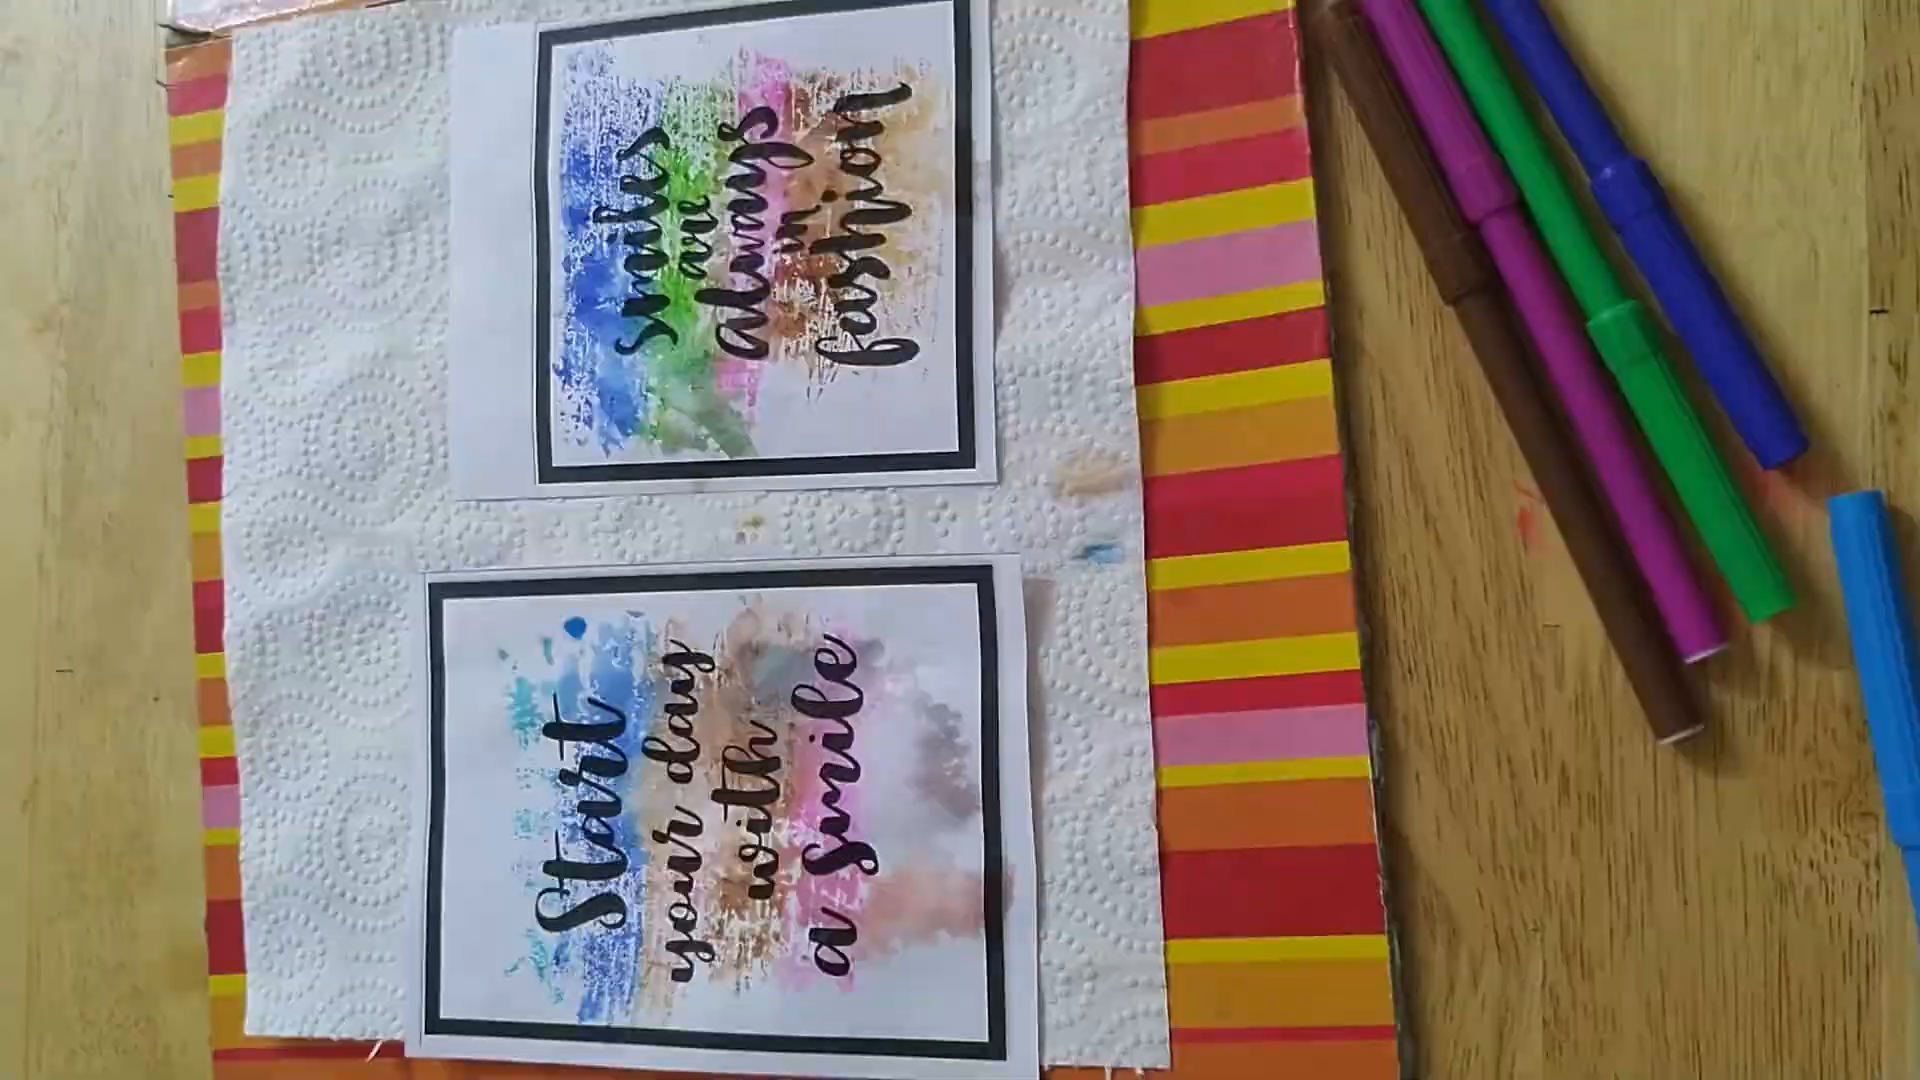 smiles
are
always
in
fashion
Start
your day
with
a smile